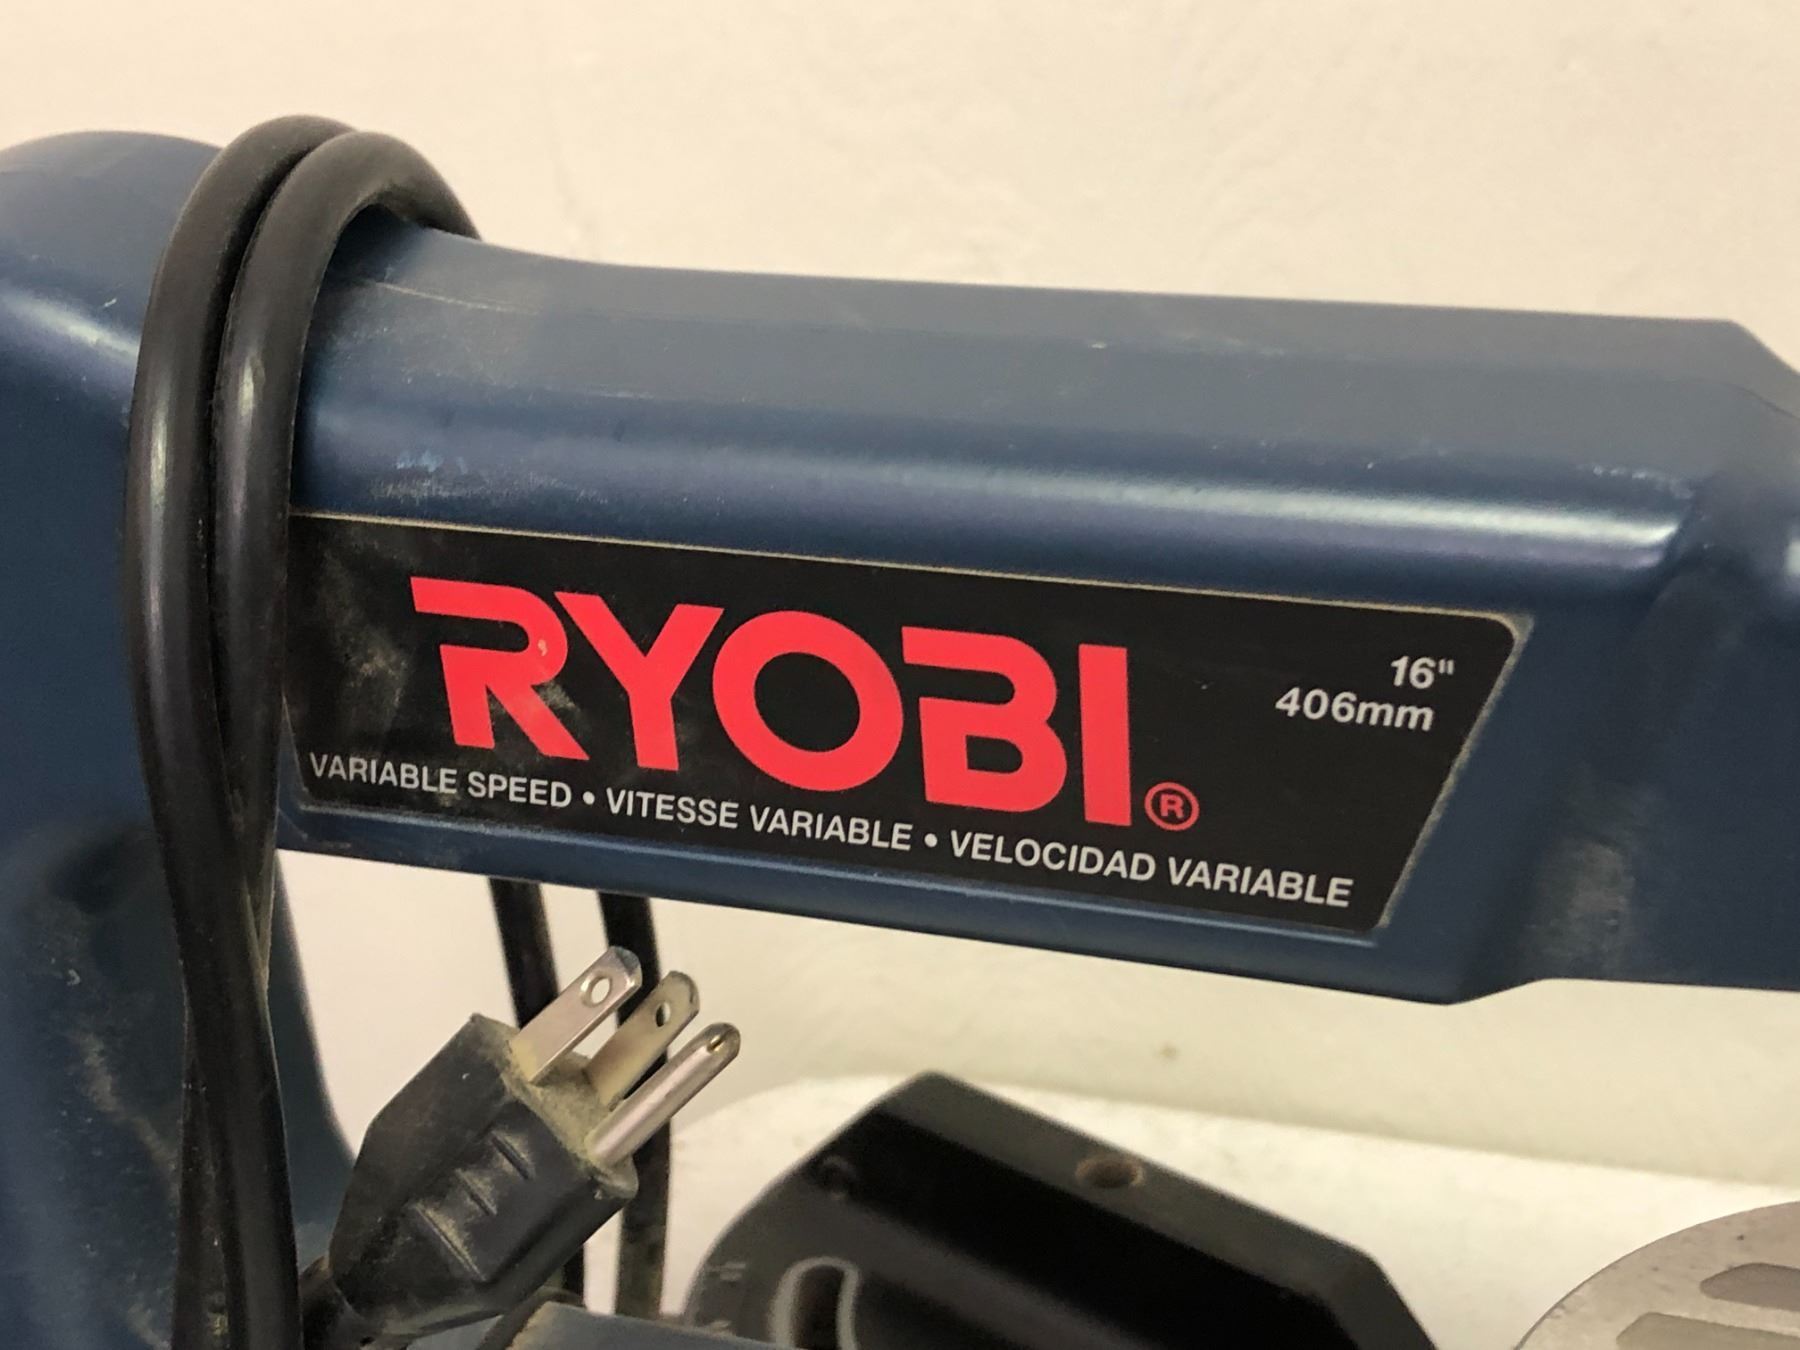 RYOBI®
16"
406mm
VARIABLE SPEED • VITESSE VARIABLE • VELOCIDAD VARIABLE